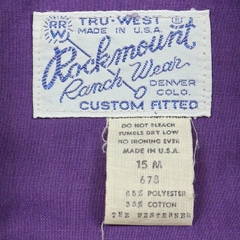 RR
W
TRU-WEST
MADE IN U.S.A.
Rockmount
Ranch Wear
DENVER
COLO.
CUSTOM FITTED
DO NOT BLEACH
TUMBLE DRY LOW
NO IRONING EVER
MADE IN U.S.A.
15 M
678
65% POLYESTER
35% COTTON
THE WESTERNER